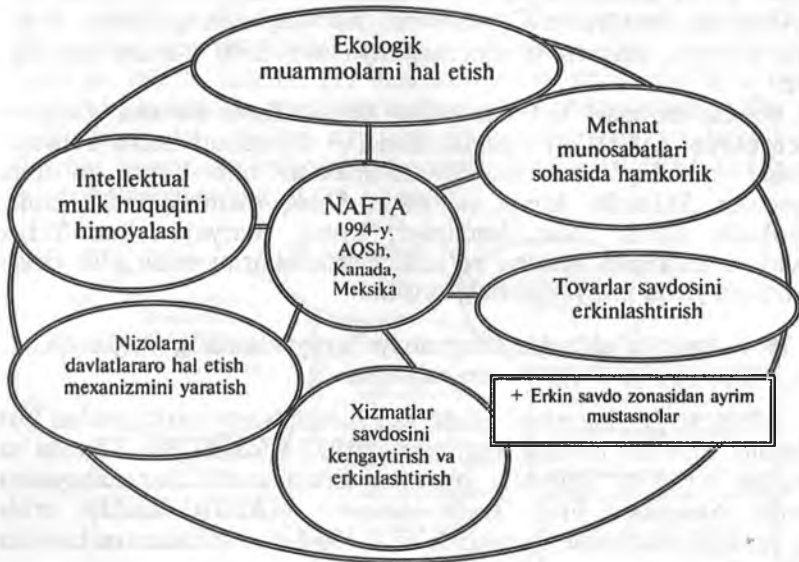 Ekologik
muammolarni hal etish
Mehnat
munosabatlari
sohasida hamkorlik
Intellektual
mulk huquqini
himoyalash
NAFTA
1994-y.
AQSh,
Kanada,
Meksika
Tovarlar savdosini
erkinlashtirish
Nizolarni
davlatlararo hal etish
mexanizmini yaratish
+ Erkin savdo zonasidan ayrim
mustasnolar
Xizmatlar
savdosini
kengaytirish va
erkinlashtirish